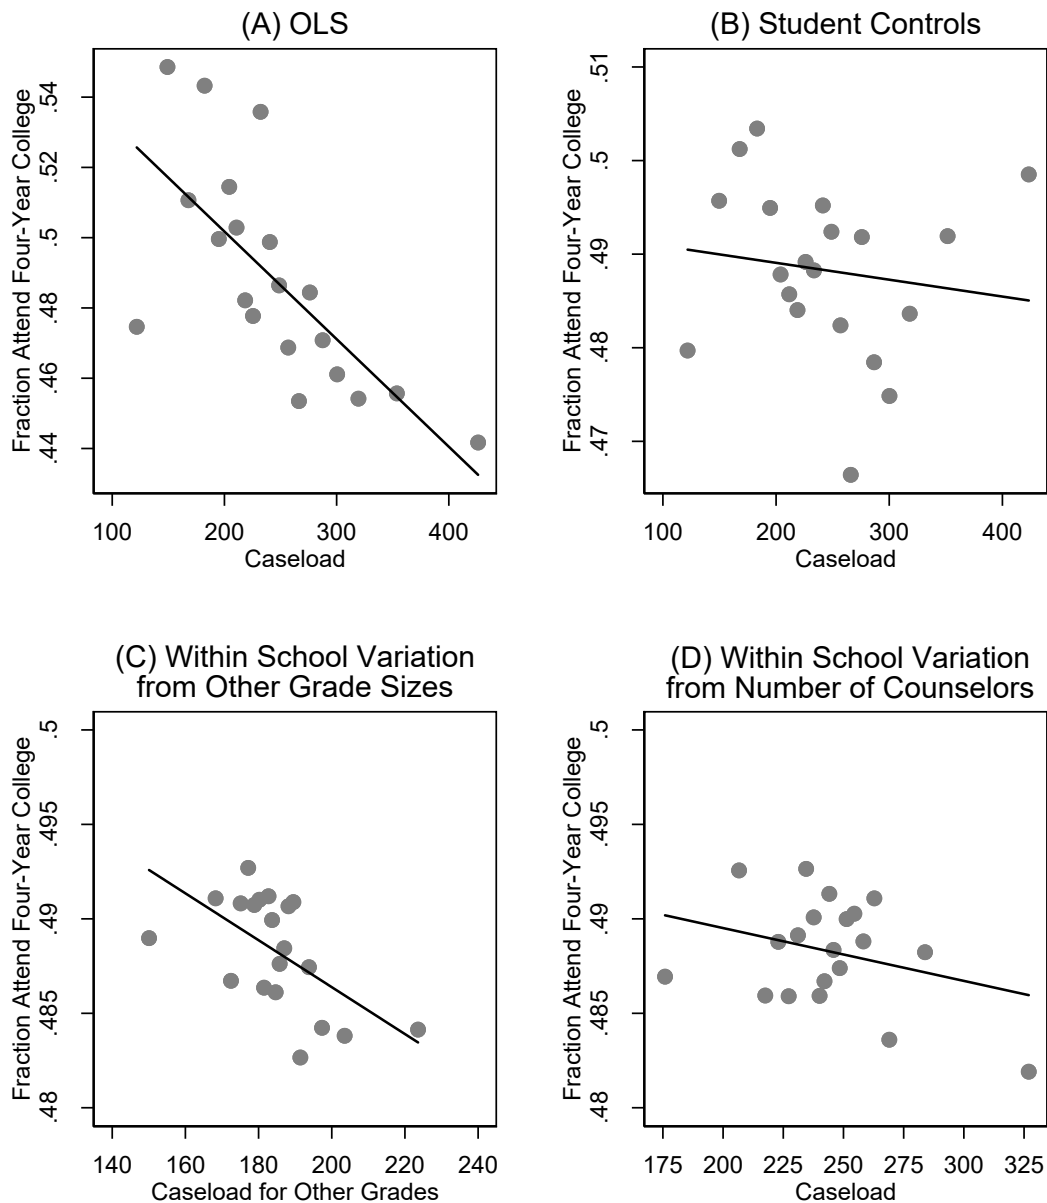 (A) OLS
Fraction Attend Four-Year College
.54
.52
.5
.48
.46
.44
100 200 300 400
Caseload
(B) Student Controls
Fraction Attend Four-Year College
.51
.5
.49
.48
.47
100 200 300 400
Caseload
(C) Within School Variation
from Other Grade Sizes
Fraction Attend Four-Year College
.5
.495
.49
.485
.48
140 160 180 200 220 240
Caseload for Other Grades
(D) Within School Variation
from Number of Counselors
Fraction Attend Four-Year College
.5
.495
.49
.485
.48
175 200 225 250 275 300 325
Caseload